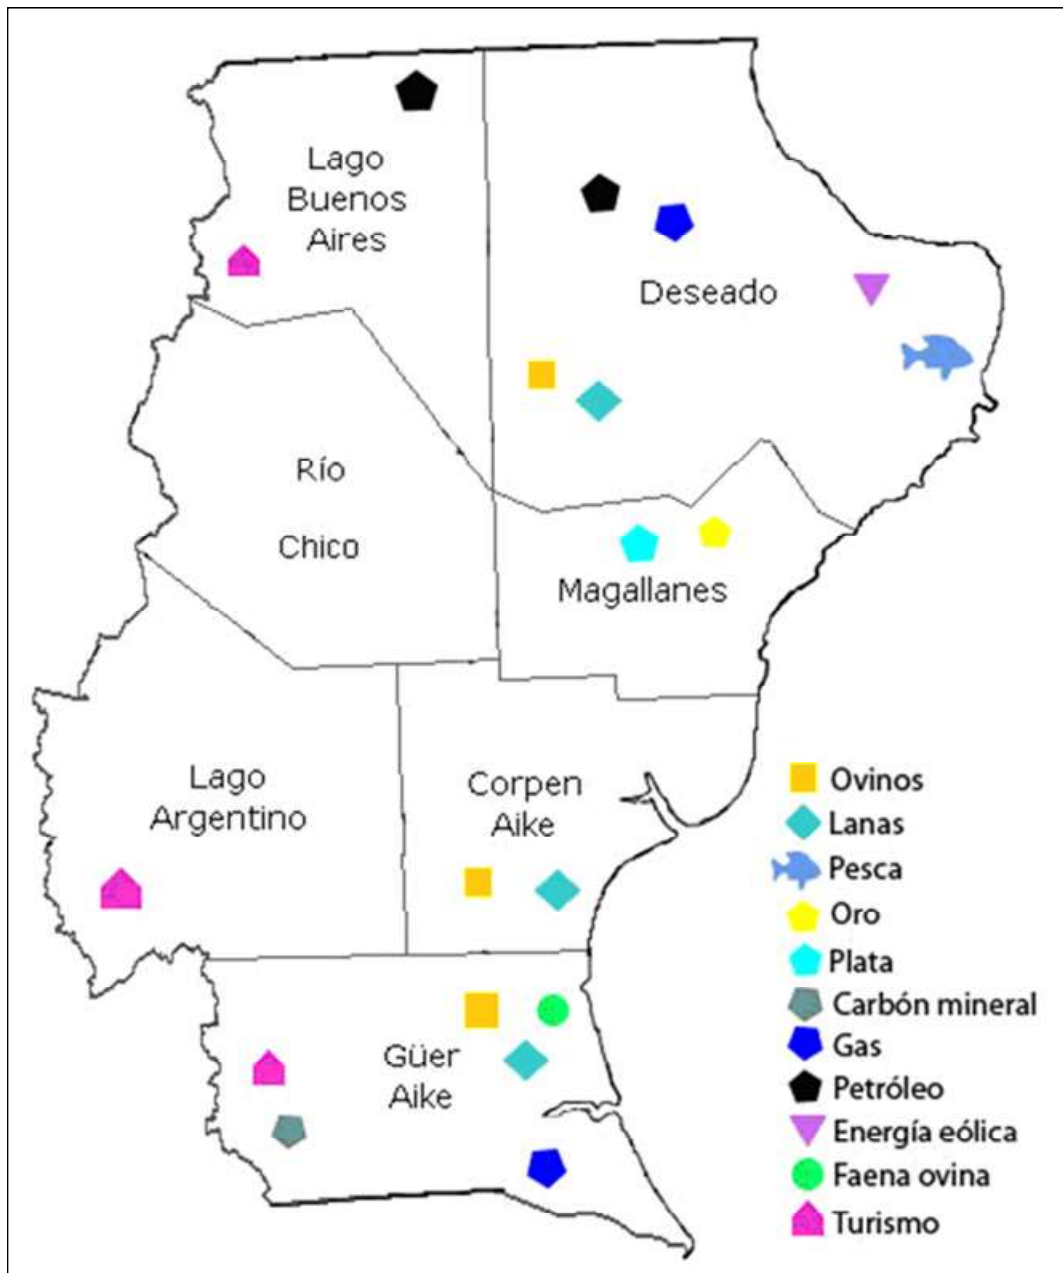 Lago
Buenos
Aires
Deseado
Río
Chico
Magallanes
Lago
Argentino
Corpen
Aike
Güer
Aike
Ovinos
Lanas
Pesca
Oro
Plata
Carbón mineral
Gas
Petróleo
Energía eólica
Faena ovina
Turismo